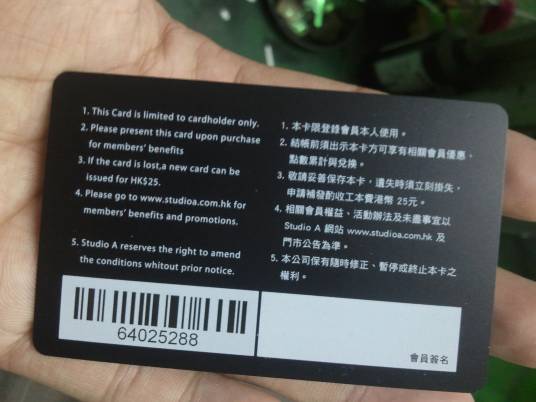 1. This Card is limited to cardholder only.
2. Please present this card upon purchase
for members' benefits
3. If the card is lost,a new card can be
issued for HK$25.
4. Please go to www.studioa.com.hk for
members' benefits and promotions.
5. Studio A reserves the right to amend
the conditions whitout prior notice.
1. 本卡限登錄會員本人使用。
2. 結帳前須出示本卡方可享有相關會員優惠，
點數累計與兌換。
3. 敬請妥善保存本卡，遺失時須立刻掛失，
申請補發酌收工本費港幣 25元。
4. 相關會員權益、活動辦法及未盡事宜以
Studio A 網站 www.studioa.com.hk 及
門市公告為準。
5. 本公司保有隨時修正、暫停或終止本卡之
權利。
64025288
會員簽名